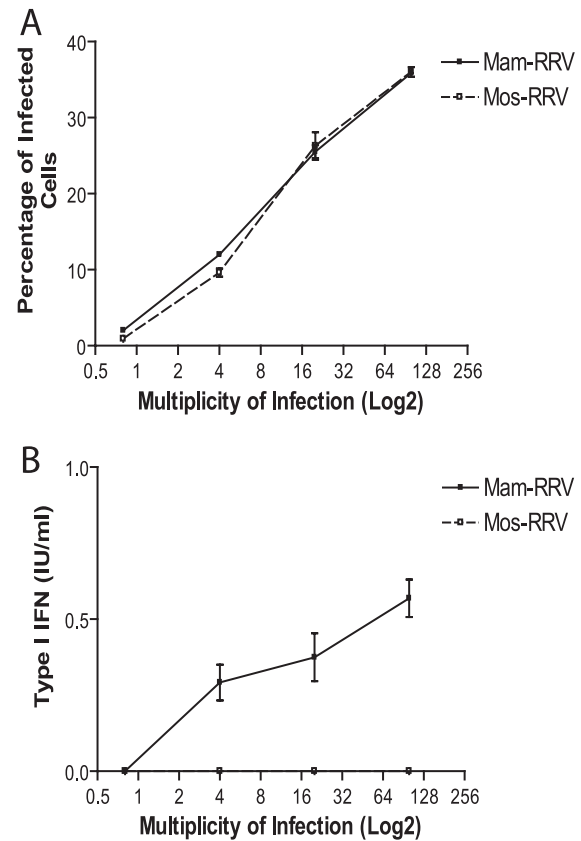 A
Percentage of Infected
Cells
40
30
20
10
0
0.5 1 2 4 8 16 32 64 128 256
Multiplicity of Infection (Log2)
Mam-RRV
Mos-RRV
B
Type I IFN (IU/ml)
1.0
0.5
0.0
0.5 1 2 4 8 16 32 64 128 256
Multiplicity of Infection (Log2)
Mam-RRV
Mos-RRV